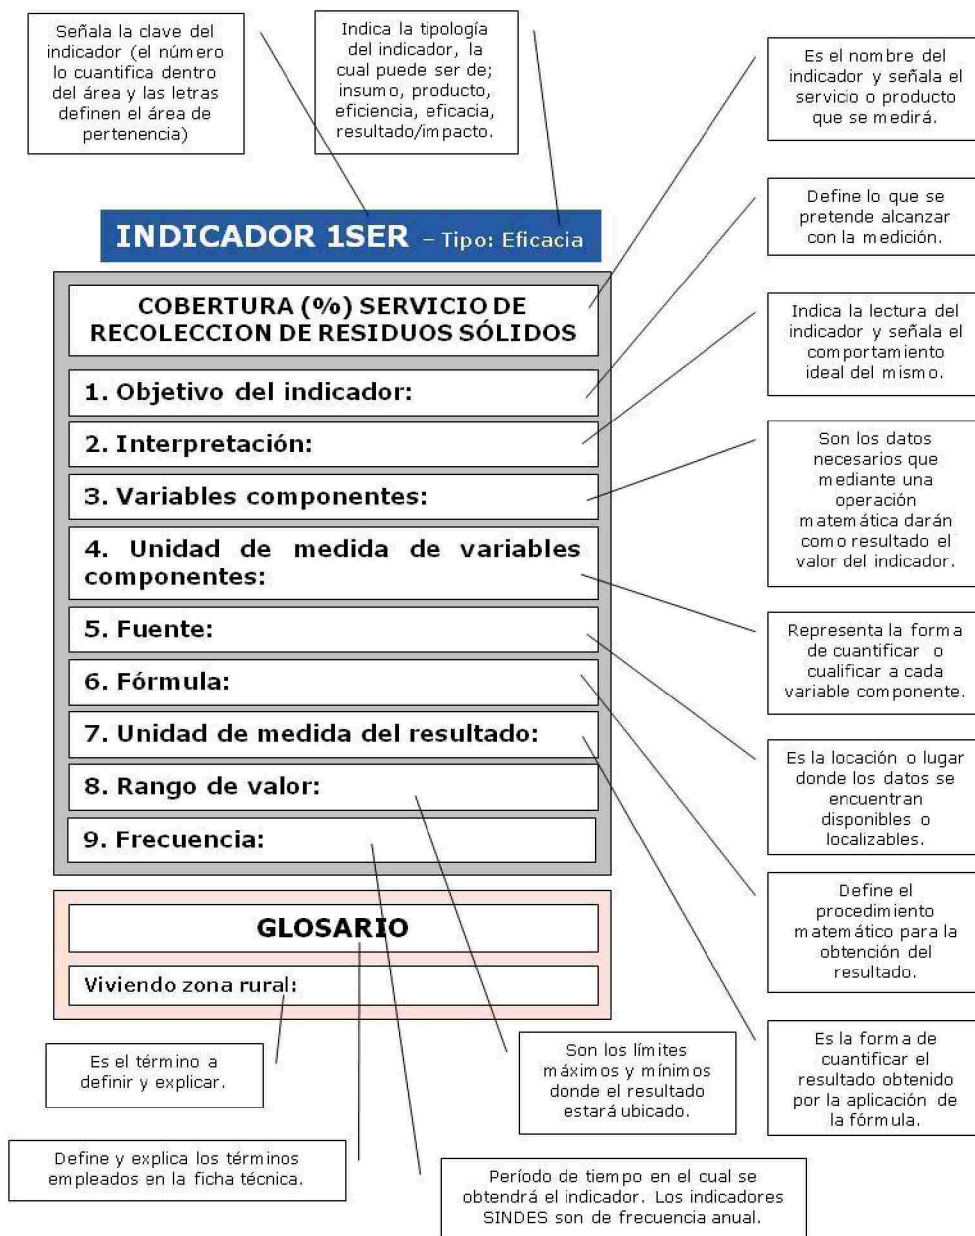 Señala la clave del
indicador (el número
lo cuantifica dentro
del área y las letras
definen el área de
pertenencia)
Indica la tipología
del indicador, la
cual puede ser de;
insumo, producto,
eficiencia, eficacia,
resultado/impacto.
Es el nombre del
indicador y señala el
servicio o producto
que se medirá.
Define lo que se
pretende alcanzar
con la medición.
Indica la lectura del
indicador y señala el
comportamiento
ideal del mismo.
Son los datos
necesarios que
mediante una
operación
matemática darán
como resultado el
valor del indicador.
Representa la forma
de cuantificar o
cualificar a cada
variable componente.
Es la locación o lugar
donde los datos se
encuentran
disponibles o
localizables.
Define el
procedimiento
matemático para la
obtención del
resultado.
Es la forma de
cuantificar el
resultado obtenido
por la aplicación de
la fórmula.
INDICADOR 1SER – Tipo: Eficacia
COBERTURA (%) SERVICIO DE
RECOLECCION DE RESIDUOS SÓLIDOS
1. Objetivo del indicador:
2. Interpretación:
3. Variables componentes:
4. Unidad de medida de variables
componentes:
5. Fuente:
6. Fórmula:
7. Unidad de medida del resultado:
8. Rango de valor:
9. Frecuencia:
GLOSARIO
Viviendo zona rural:
Es el término a
definir y explicar.
Son los límites
máximos y mínimos
donde el resultado
estará ubicado.
Define y explica los términos
empleados en la ficha técnica.
Período de tiempo en el cual se
obtendrá el indicador. Los indicadores
SINDES son de frecuencia anual.